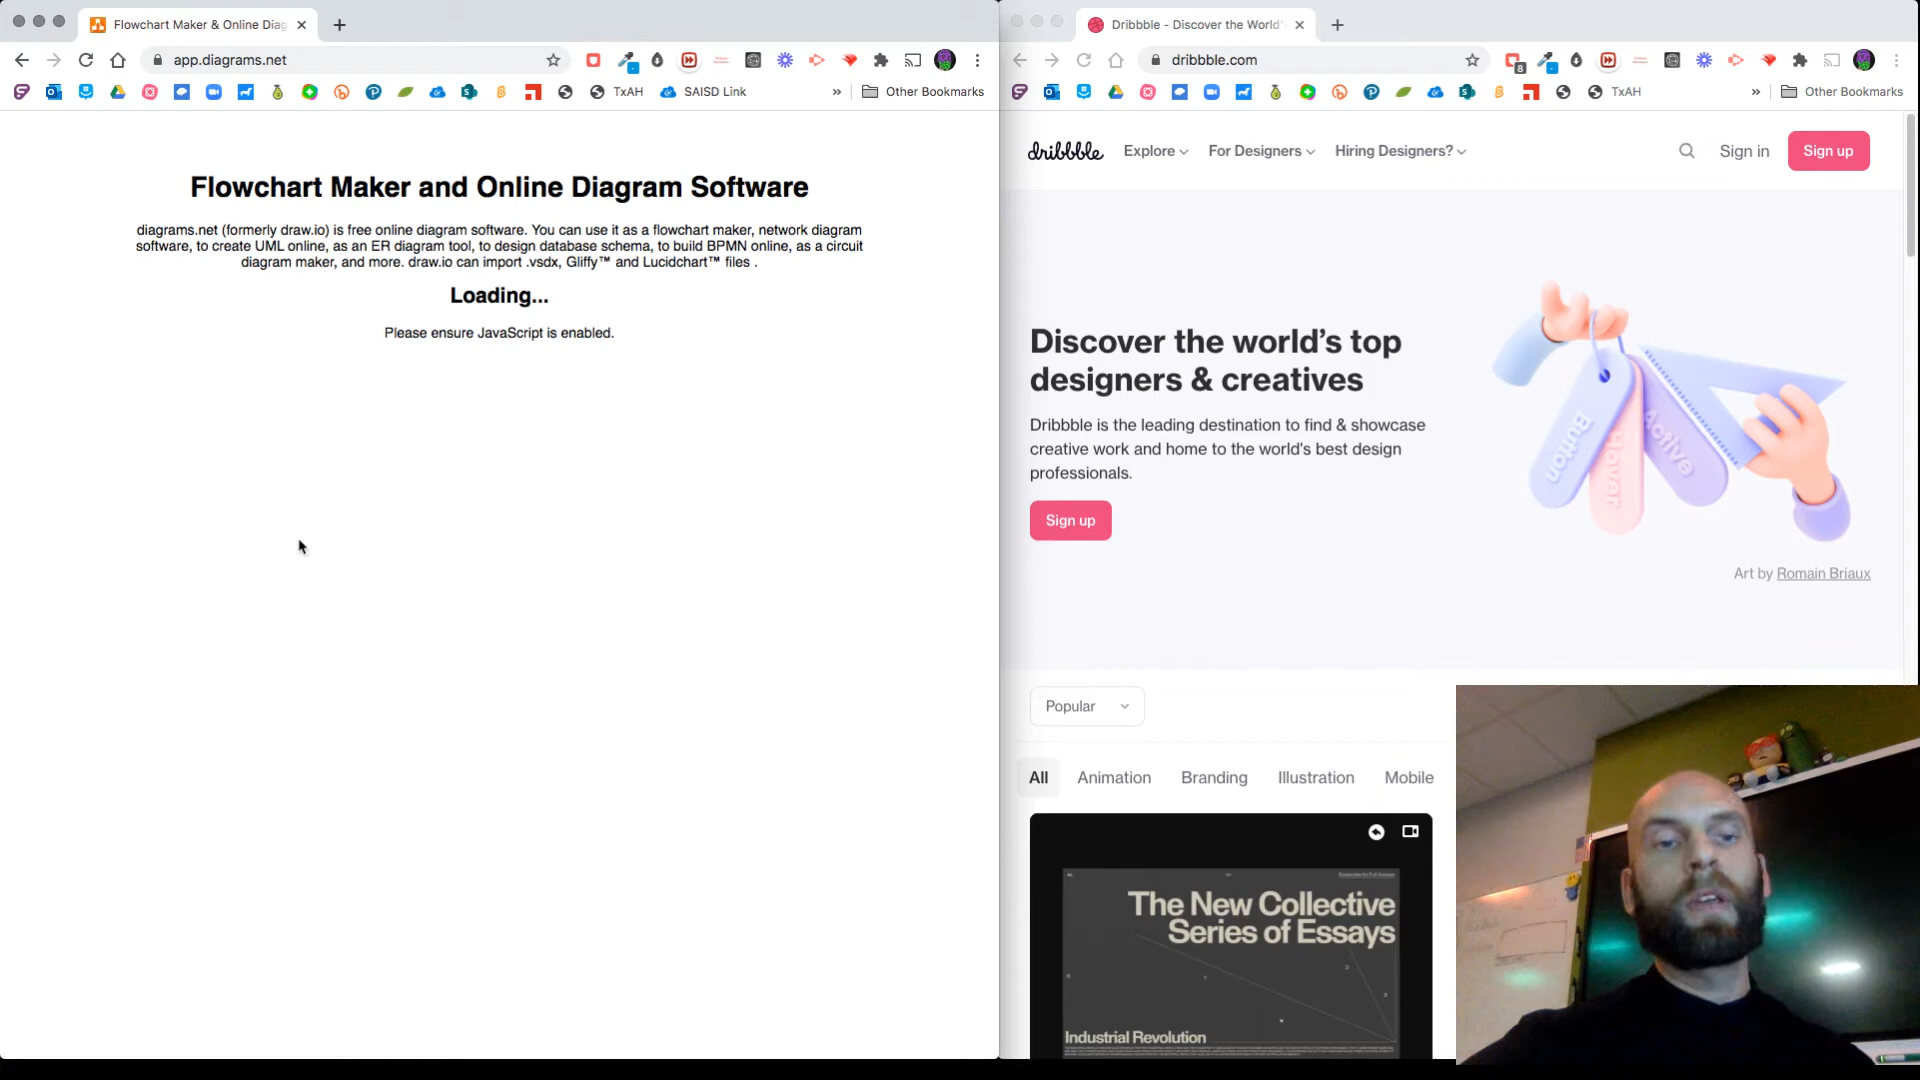 Flowchart Maker & Online Diag
app.diagrams.net
TxAH
SAISD Link
»
Other Bookmarks
Flowchart Maker and Online Diagram Software
diagrams.net (formerly draw.io) is free online diagram software. You can use it as a flowchart maker, network diagram
software, to create UML online, as an ER diagram tool, to design database schema, to build BPMN online, as a circuit
diagram maker, and more. draw.io can import .vsdx, Gliffy™ and Lucidchart™ files .
Loading...
Please ensure JavaScript is enabled.
Dribbble - Discover the World'
dribbble.com
8
TxAH
»
Other Bookmarks
dribbble
Explore
For Designers
Hiring Designers?
Sign in
Sign up
Discover the world's top
designers & creatives
Dribbble is the leading destination to find & showcase
creative work and home to the world's best design
professionals.
Sign up
Button
Hover
Active
Art by Romain Briaux
Popular
All
Animation
Branding
Illustration
Mobile
The New Collective
Series of Essays
Industrial Revolution